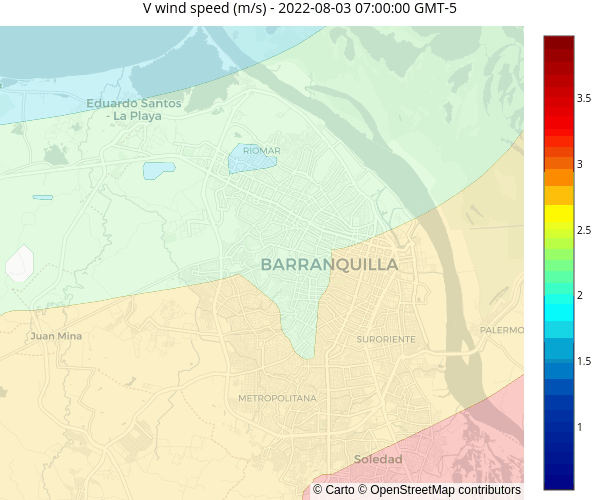 V wind speed (m/s) - 2022-08-03 07:00:00 GMT-5
Eduardo Santos
- La Playa
RIOMAR
BARRANQUILLA
Juan Mina
SURORIENTE
PALERMO
METROPOLITANA
Soledad
© Carto © OpenStreetMap contributors
3.5
3
2.5
2
1.5
1